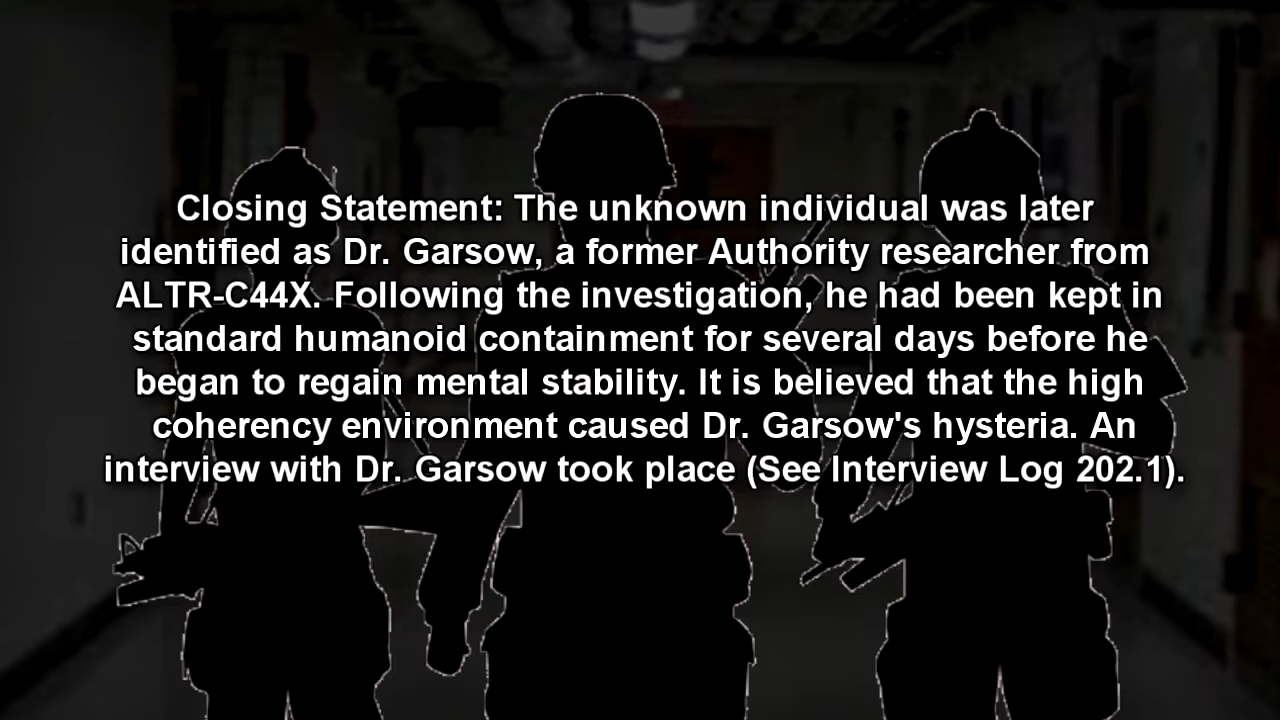 Closing Statement: The unknown individual was later
identified as Dr. Garsow, a former Authority researcher from
ALTR-C44X. Following the investigation, he had been kept in
standard humanoid containment for several days before he
began to regain mental stability. It is believed that the high
coherency environment caused Dr. Garsow's hysteria. An
interview with Dr. Garsow took place (See Interview Log 202.1).